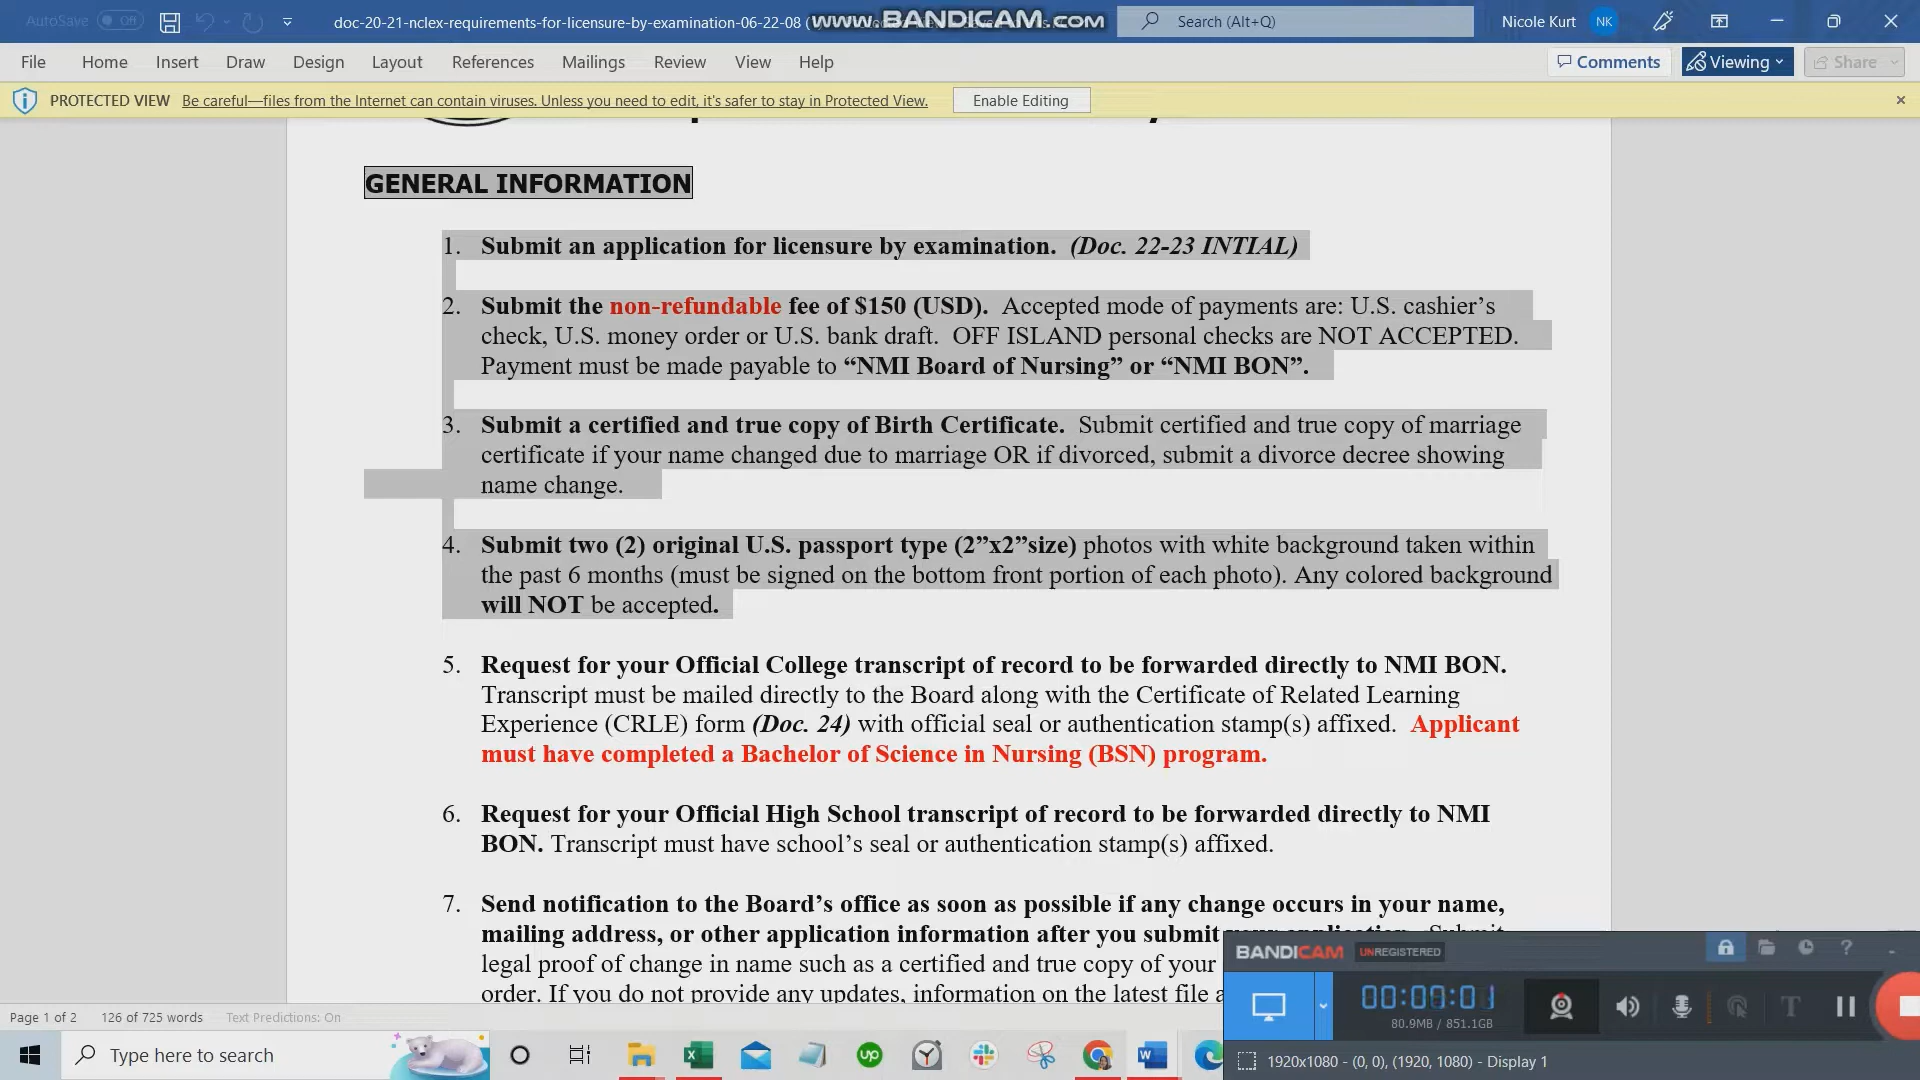 AutoSave Off
doc-20-21-nclex-requirements-for-licensure-by-examination-06-22-08 (
www.BANDICAM.com
Search (Alt+Q)
Nicole Kurt NK
File Home Insert Draw Design Layout References Mailings Review View Help
Comments Viewing Share
PROTECTED VIEW Be careful—files from the Internet can contain viruses. Unless you need to edit, it's safer to stay in Protected View. Enable Editing
GENERAL INFORMATION
1. Submit an application for licensure by examination. (Doc. 22-23 INTIAL)
2. Submit the non-refundable fee of $150 (USD). Accepted mode of payments are: U.S. cashier’s
check, U.S. money order or U.S. bank draft. OFF ISLAND personal checks are NOT ACCEPTED.
Payment must be made payable to “NMI Board of Nursing” or “NMI BON”.
3. Submit a certified and true copy of Birth Certificate. Submit certified and true copy of marriage
certificate if your name changed due to marriage OR if divorced, submit a divorce decree showing
name change.
4. Submit two (2) original U.S. passport type (2”x2”size) photos with white background taken within
the past 6 months (must be signed on the bottom front portion of each photo). Any colored background
will NOT be accepted.
5. Request for your Official College transcript of record to be forwarded directly to NMI BON.
Transcript must be mailed directly to the Board along with the Certificate of Related Learning
Experience (CRLE) form (Doc. 24) with official seal or authentication stamp(s) affixed. Applicant
must have completed a Bachelor of Science in Nursing (BSN) program.
6. Request for your Official High School transcript of record to be forwarded directly to NMI
BON. Transcript must have school’s seal or authentication stamp(s) affixed.
7. Send notification to the Board’s office as soon as possible if any change occurs in your name,
mailing address, or other application information after you submit your application. Submit
legal proof of change in name such as a certified and true copy of your
order. If you do not provide any updates, information on the latest file
BANDICAM UNREGISTERED
00:00:01
80.9MB / 851.1GB
1920x1080 - (0, 0), (1920, 1080) - Display 1
Page 1 of 2 126 of 725 words Text Predictions: On
Type here to search